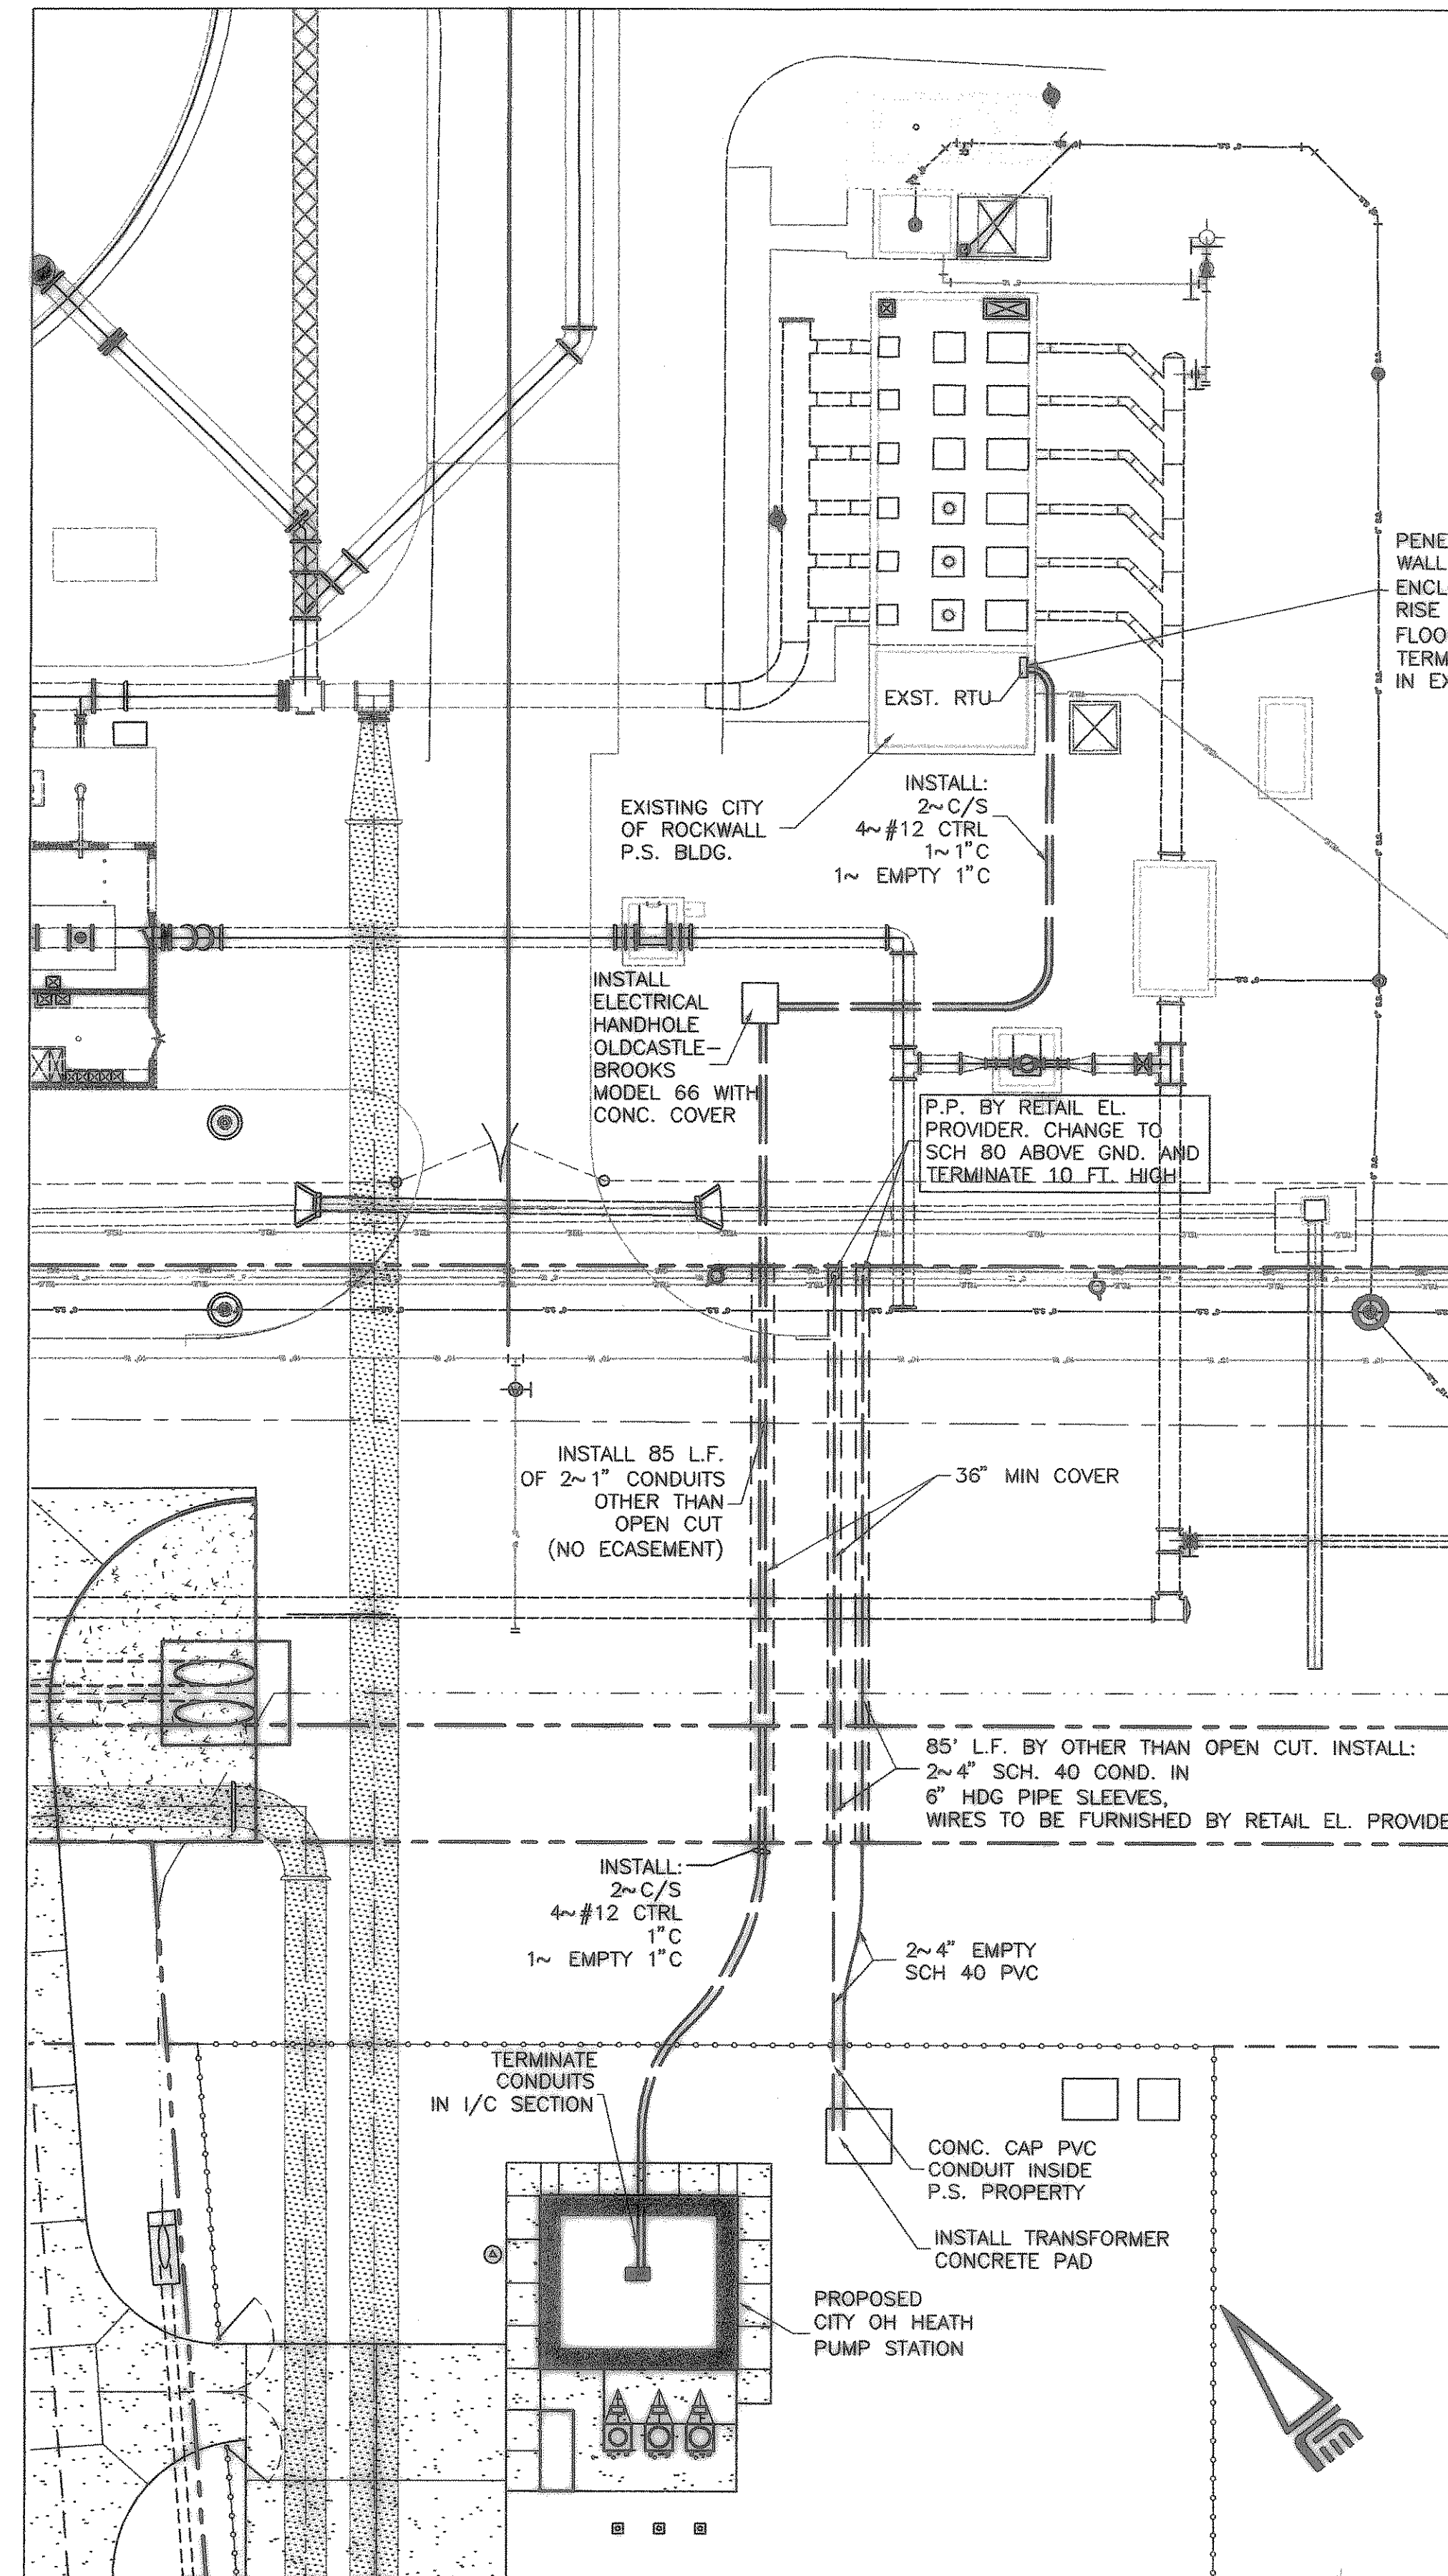 PENE
WALL
ENCL
RISE
FLOO
TERM
IN EX
EXST. RTU
EXISTING CITY
OF ROCKWALL
P.S. BLDG.
INSTALL:
2~C/S
4~#12 CTRL
1~1"C
1~ EMPTY 1"C
INSTALL
ELECTRICAL
HANDHOLE
OLDCASTLE-
BROOKS
MODEL 66 WITH
CONC. COVER
P.P. BY RETAIL EL.
PROVIDER. CHANGE TO
SCH 80 ABOVE GND. AND
TERMINATE 10 FT. HIGH
INSTALL 85 L.F.
OF 2~1" CONDUITS
OTHER THAN
OPEN CUT
(NO ECASEMENT)
36" MIN COVER
85' L.F. BY OTHER THAN OPEN CUT. INSTALL:
2~4" SCH. 40 COND. IN
6" HDG PIPE SLEEVES,
WIRES TO BE FURNISHED BY RETAIL EL. PROVIDE
INSTALL:
2~C/S
4~#12 CTRL
1"C
1~ EMPTY 1"C
2~4" EMPTY
SCH 40 PVC
TERMINATE
CONDUITS
IN I/C SECTION
CONC. CAP PVC
CONDUIT INSIDE
P.S. PROPERTY
INSTALL TRANSFORMER
CONCRETE PAD
PROPOSED
CITY OH HEATH
PUMP STATION